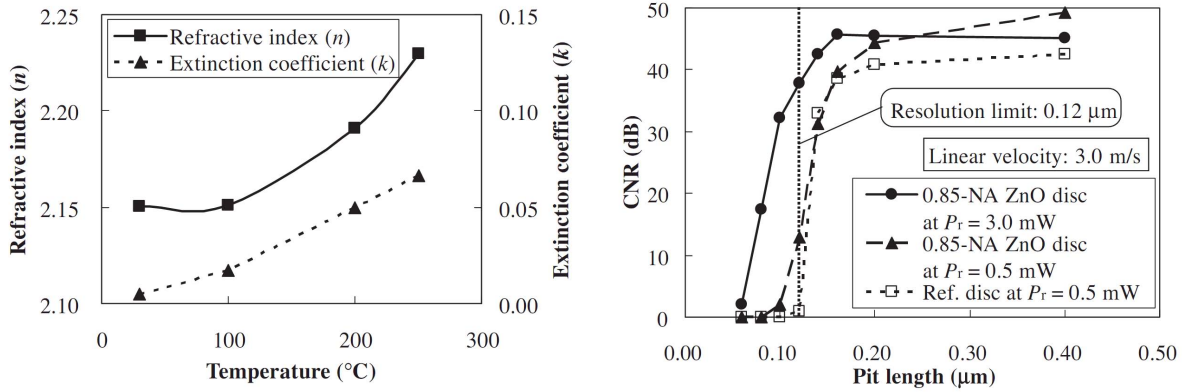 2.25
2.20
2.15
2.10
Refractive index (n)
Refractive index (n)
Extinction coefficient (k)
0.15
0.10
0.05
0.00
Extinction coefficient (k)
0
100
200
300
Temperature (°C)
50
40
30
20
10
0
CNR (dB)
Resolution limit: 0.12 μm
Linear velocity: 3.0 m/s
0.85-NA ZnO disc
at Pr = 3.0 mW
0.85-NA ZnO disc
at Pr = 0.5 mW
Ref. disc at Pr = 0.5 mW
0.00
0.10
0.20
0.30
0.40
0.50
Pit length (μm)